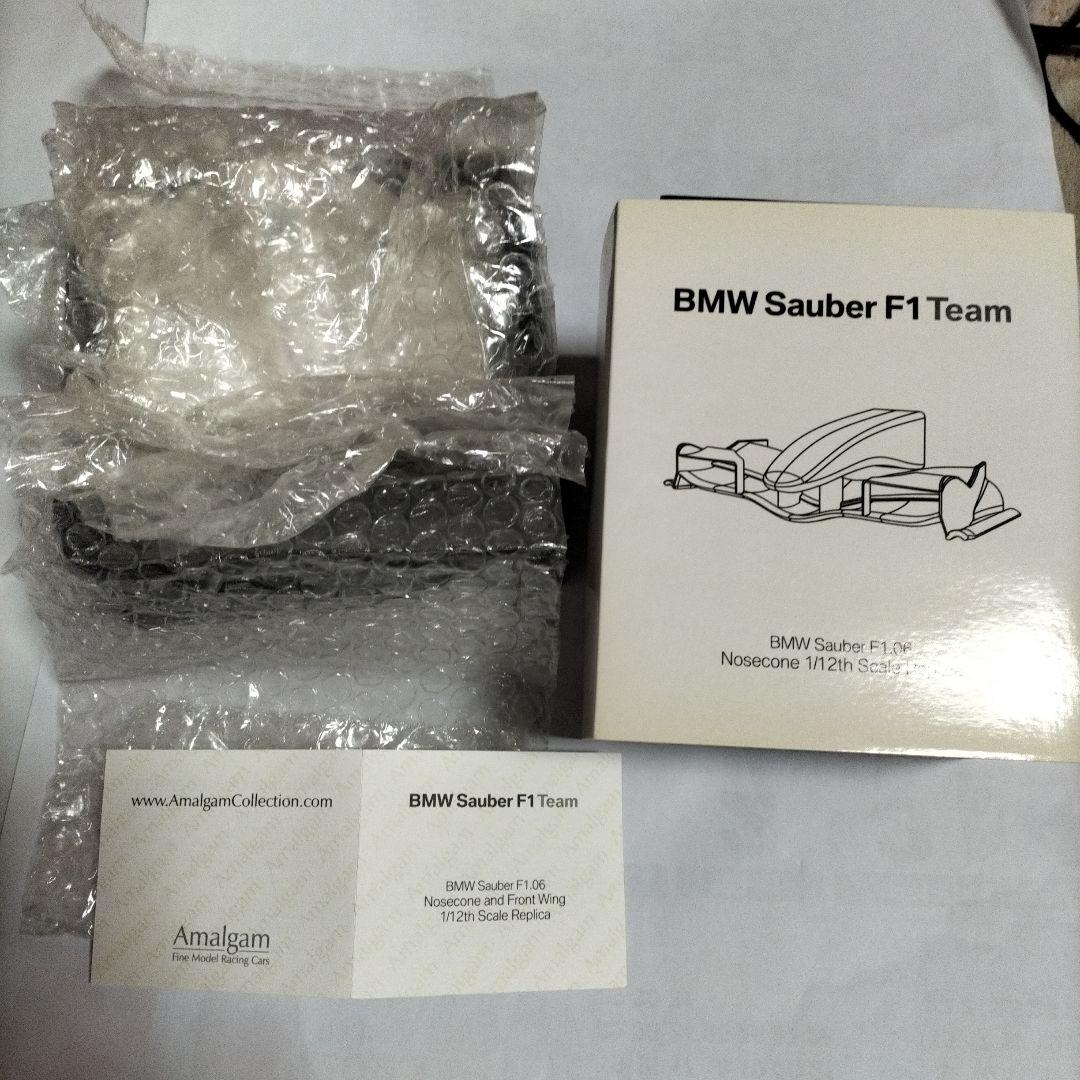 BMW Sauber F1 Team
BMW Sauber F1.06
Nosecone 1/12th Scale
www.AmalgamCollection.com
Amalgam
Fine Model Racing Cars
BMW Sauber F1 Team
BMW Sauber F1.06
Nosecone and Front Wing
1/12th Scale Replica